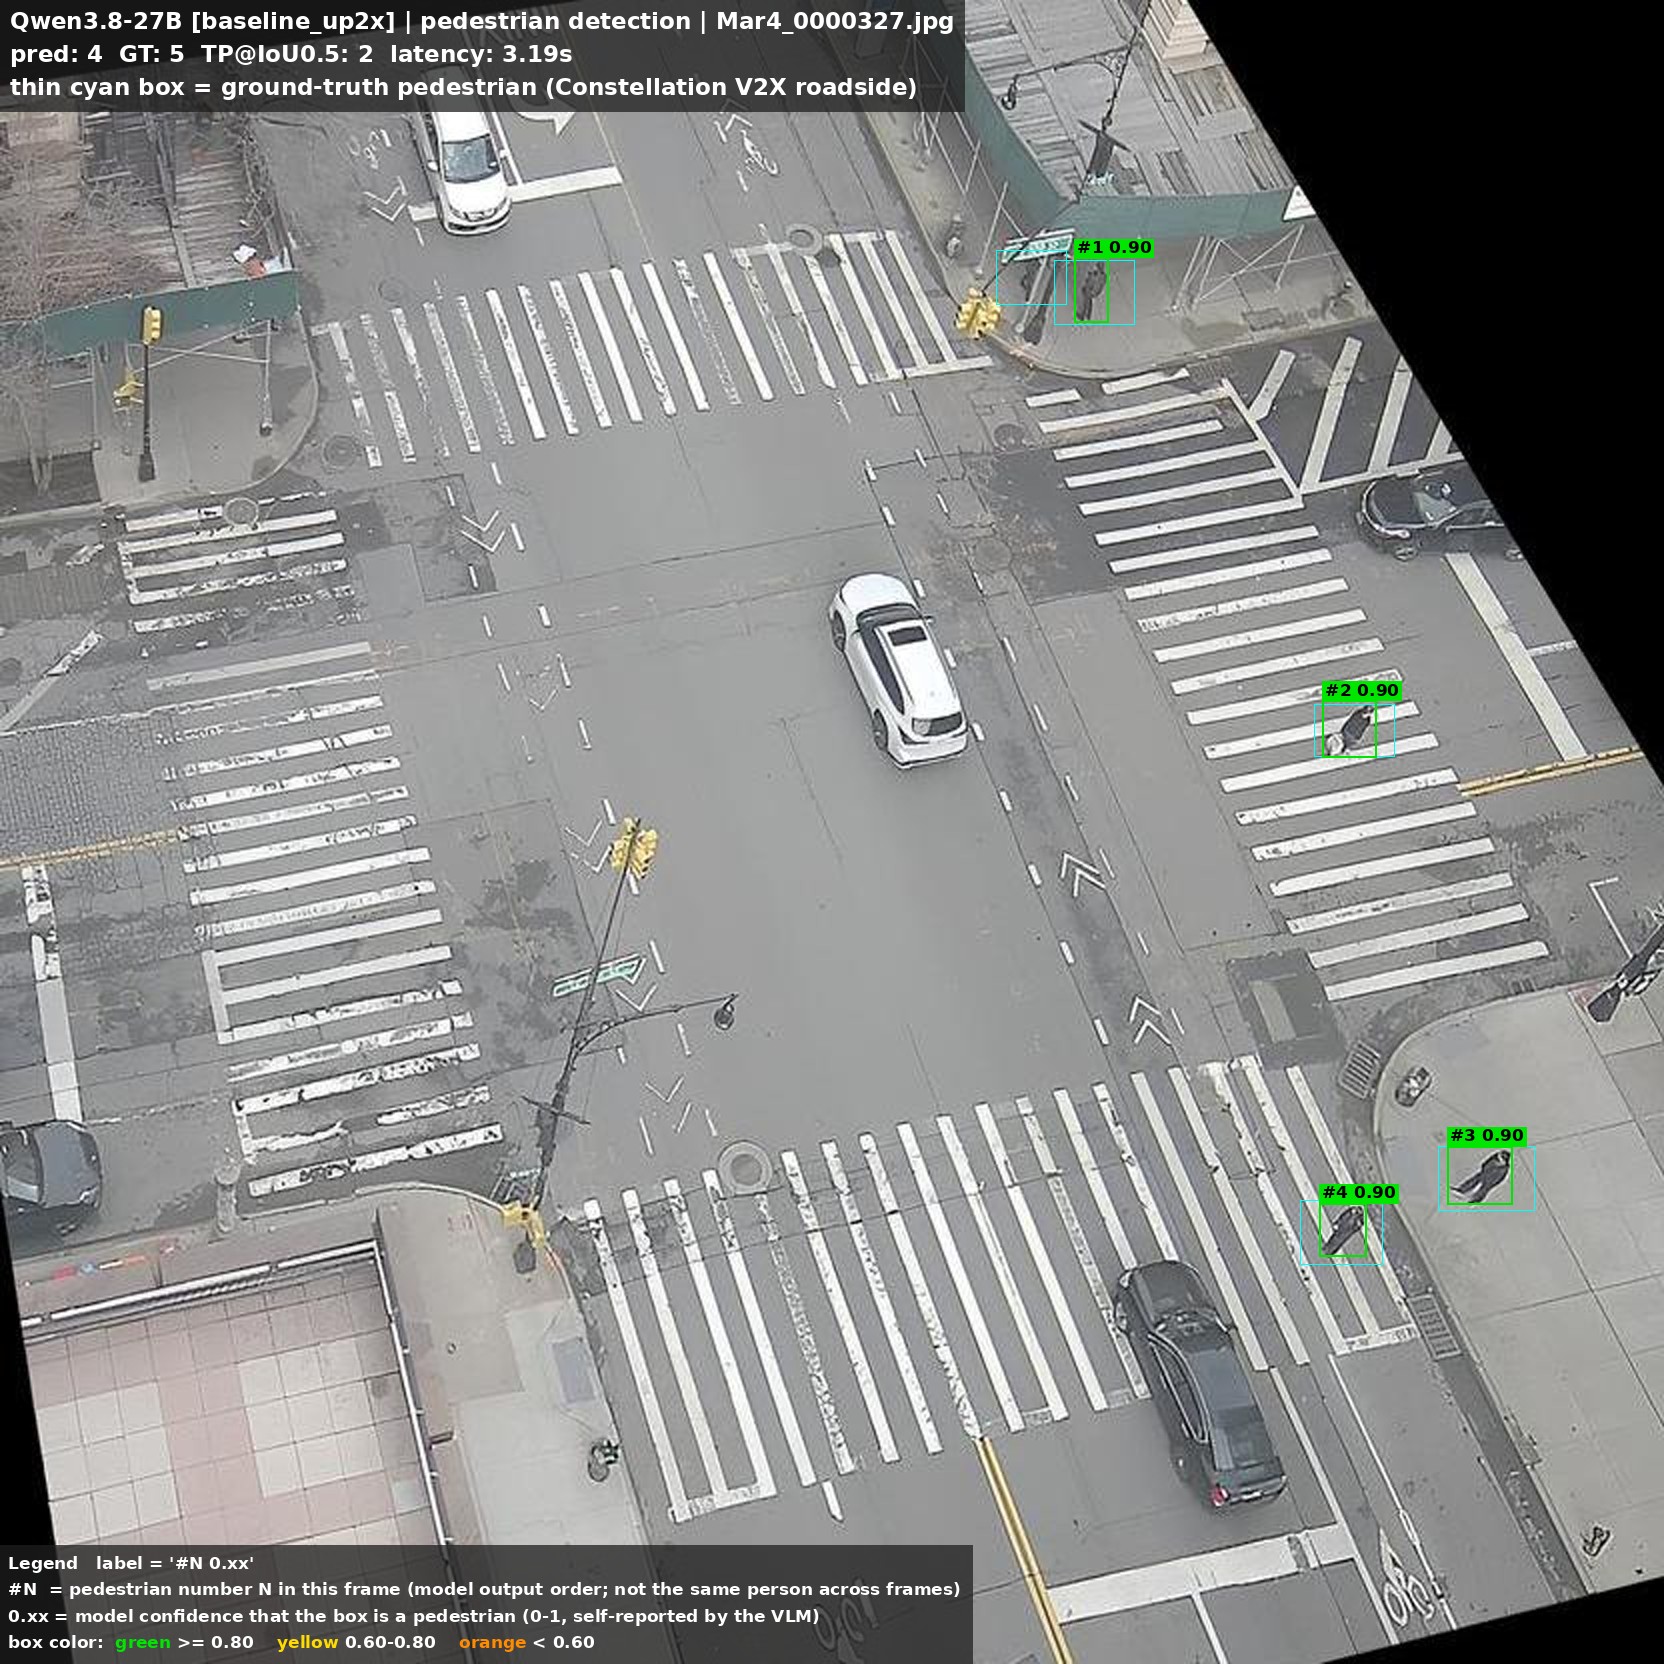 Qwen3.8-27B [baseline_up2x] | pedestrian detection | Mar4_0000327.jpg
pred: 4  GT: 5  TP@IoU0.5: 2  latency: 3.19s
thin cyan box = ground-truth pedestrian (Constellation V2X roadside)
#1 0.90
#2 0.90
#3 0.90
#4 0.90
Legend   label = '#N 0.xx'
#N  = pedestrian number N in this frame (model output order; not the same person across frames)
0.xx = model confidence that the box is a pedestrian (0-1, self-reported by the VLM)
box color:  green >= 0.80    yellow 0.60-0.80    orange < 0.60